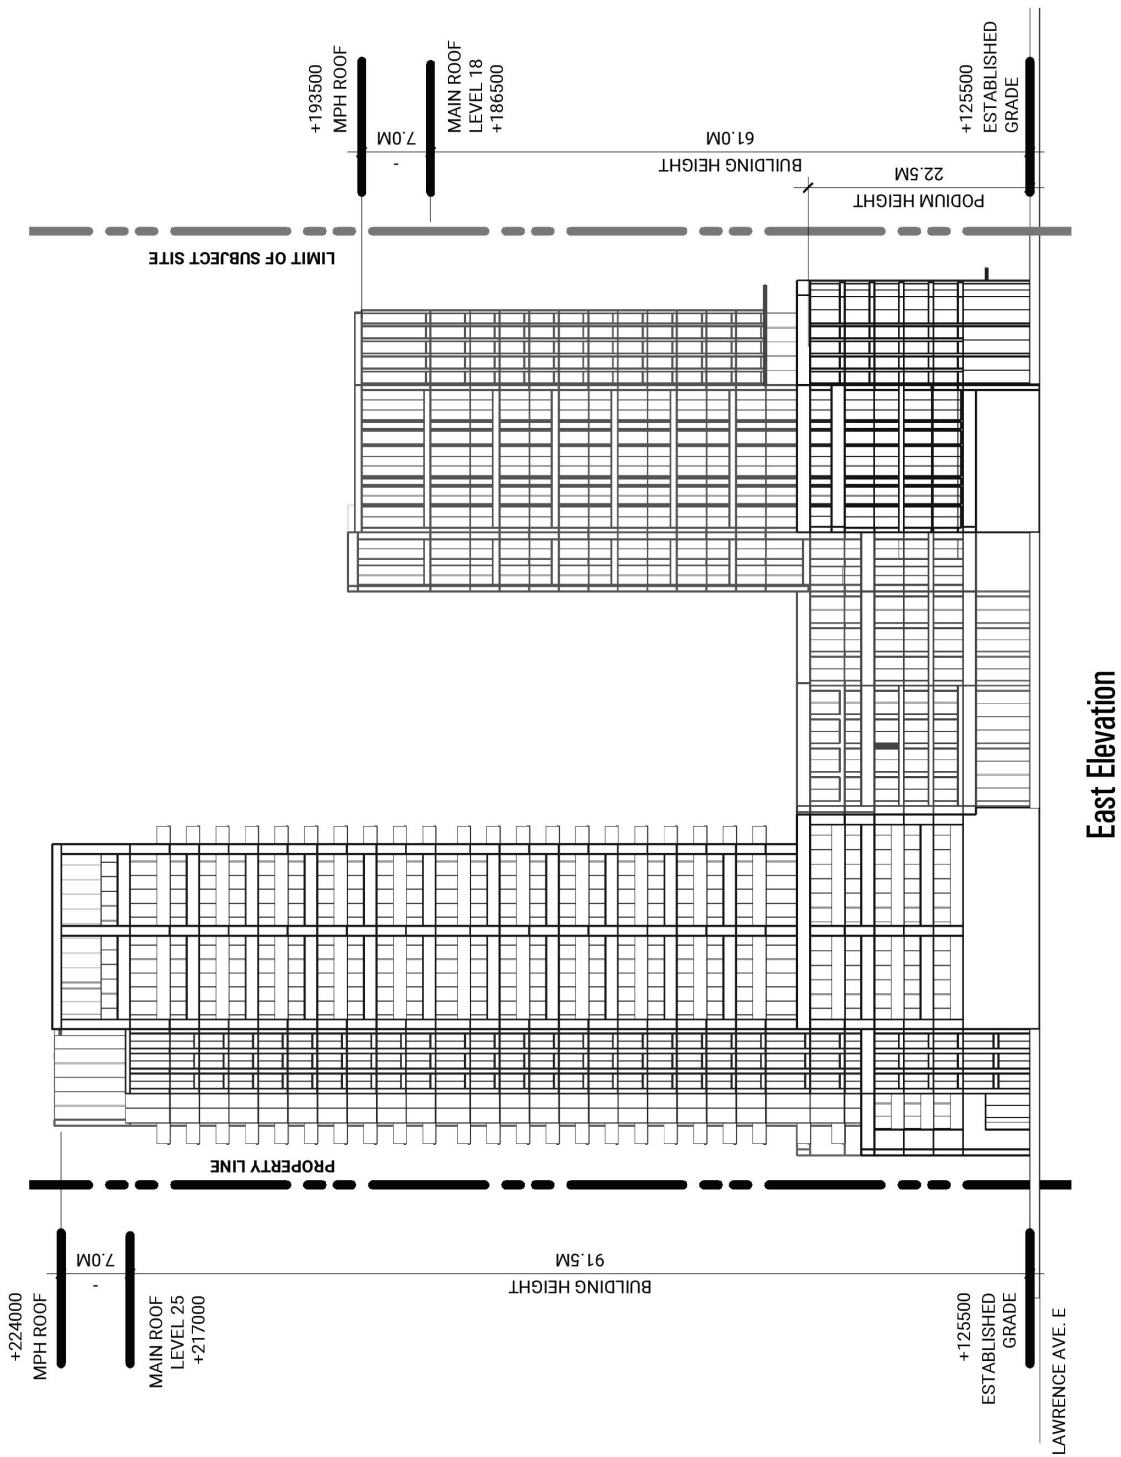 +224000
MPH ROOF
7.0M
-
MAIN ROOF
LEVEL 25
+217000
BUILDING HEIGHT
91.5M
+125500
ESTABLISHED
GRADE
LAWRENCE AVE. E
PROPERTY LINE
LIMIT OF SUBJECT SITE
+193500
MPH ROOF
7.0M
-
MAIN ROOF
LEVEL 18
+186500
BUILDING HEIGHT
61.0M
PODIUM HEIGHT
22.5M
+125500
ESTABLISHED
GRADE
East Elevation